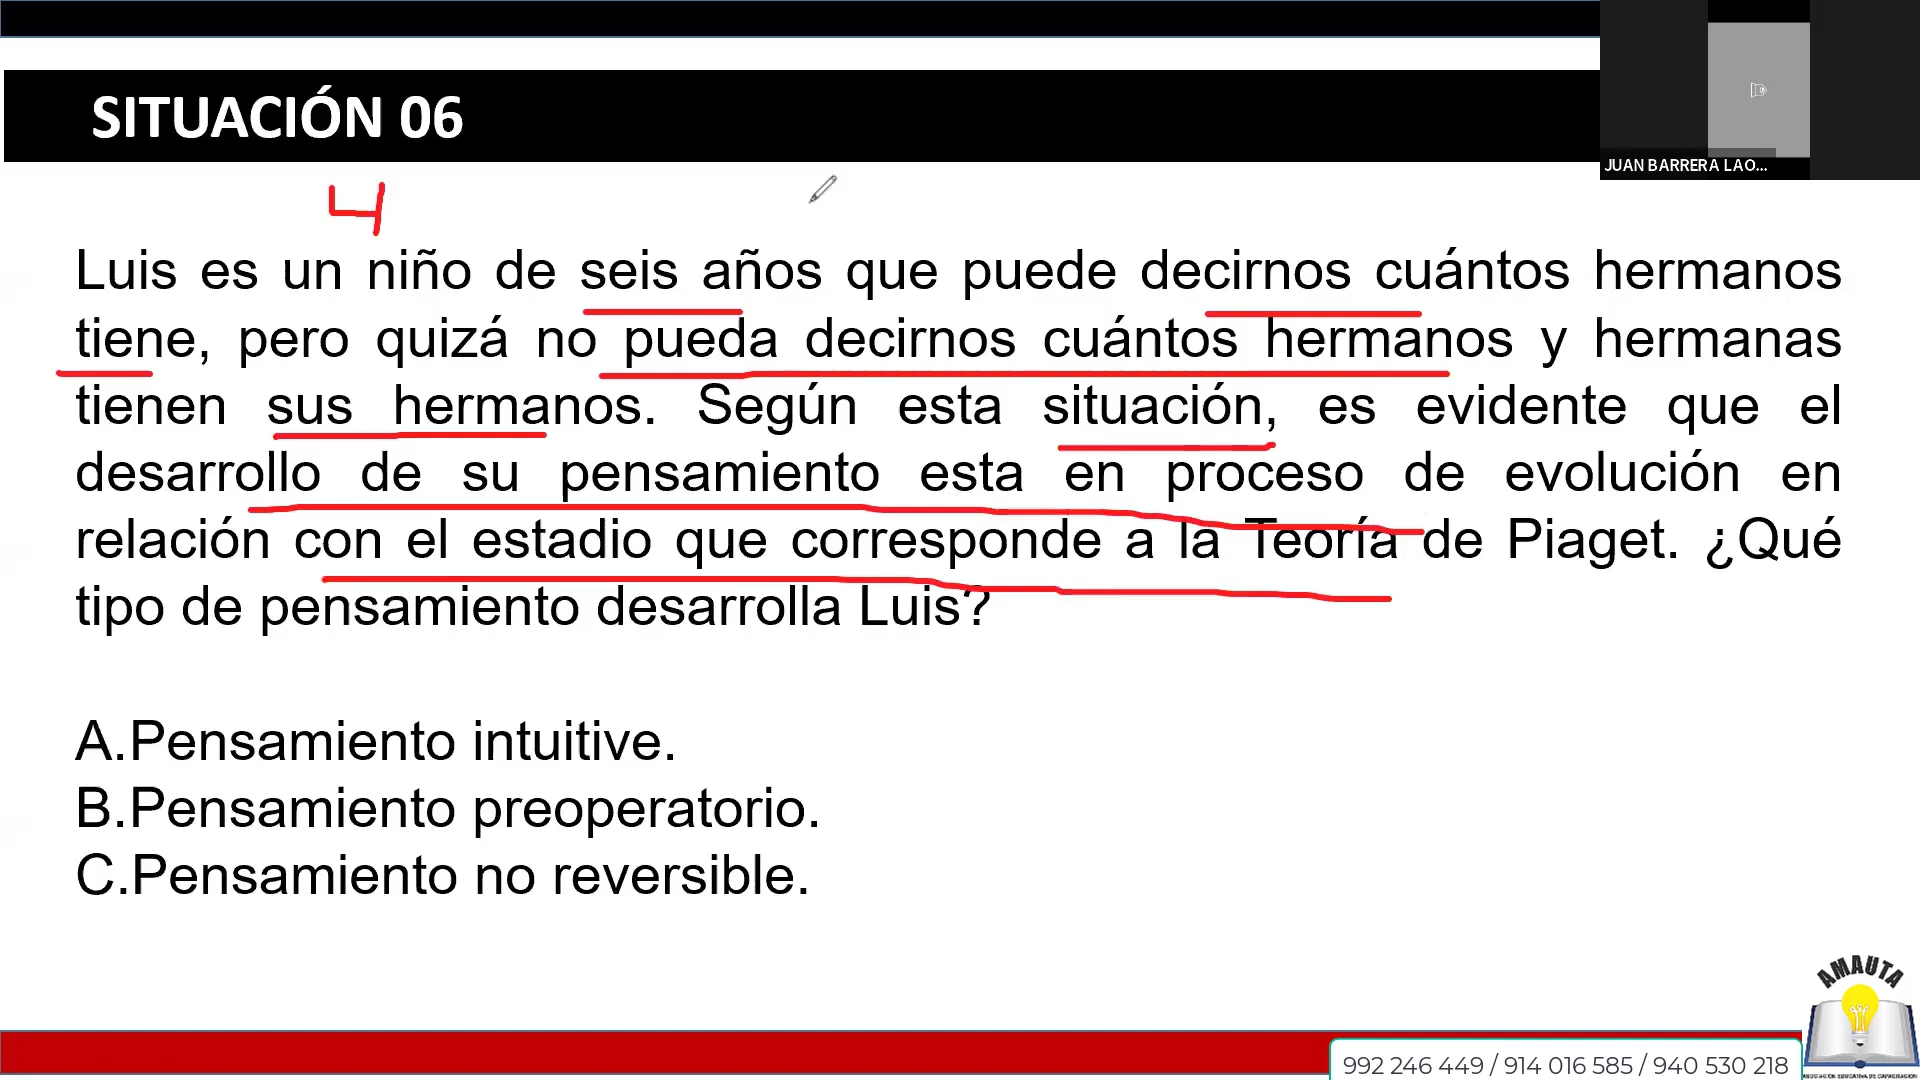 JUAN BARRERA LAO...
SITUACIÓN 06
4
Luis es un niño de seis años que puede decirnos cuántos hermanos
tiene, pero quizá no pueda decirnos cuántos hermanos y hermanas
tienen sus hermanos. Según esta situación, es evidente que el
desarrollo de su pensamiento esta en proceso de evolución en
relación con el estadio que corresponde a la Teoría de Piaget. ¿Qué
tipo de pensamiento desarrolla Luis?
A.Pensamiento intuitive.
B.Pensamiento preoperatorio.
C.Pensamiento no reversible.
AMAUTA
ASOCIACIÓN EDUCATIVA DE CAPACITACIÓN
992 246 449 / 914 016 585 / 940 530 218